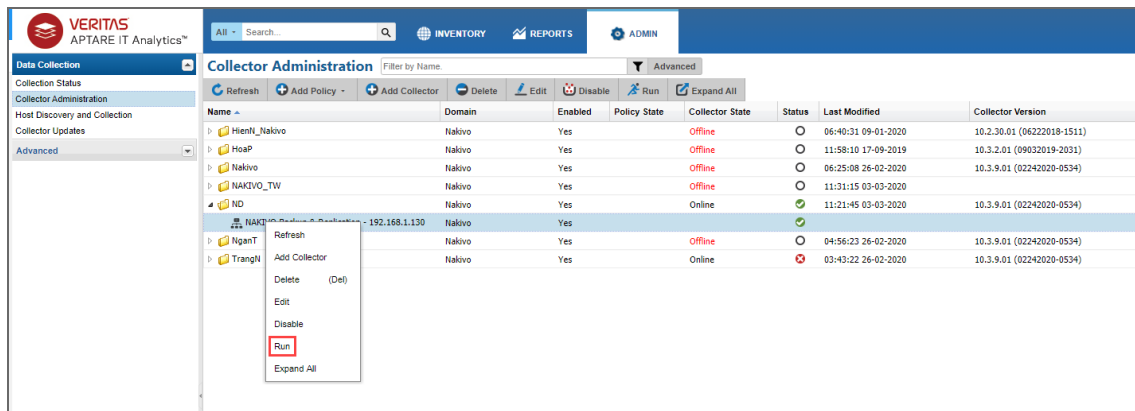 VERITAS
APTARE IT Analytics™
All Search... INVENTORY REPORTS ADMIN
Data Collection
Collection Status
Collector Administration
Host Discovery and Collection
Collector Updates
Advanced
Collector Administration Filter by Name. Advanced
Refresh Add Policy Add Collector Delete Edit Disable Run Expand All
Name Domain Enabled Policy State Collector State Status Last Modified Collector Version
HienN_Nakivo Nakivo Yes Offline 06:40:31 09-01-2020 10.2.30.01 (06222018-1511)
HoaP Nakivo Yes Offline 11:58:10 17-09-2019 10.3.2.01 (09032019-2031)
Nakivo Nakivo Yes Offline 06:25:08 26-02-2020 10.3.9.01 (02242020-0534)
NAKIVO_TW Nakivo Yes Offline 11:31:15 03-03-2020
ND Nakivo Yes Online 11:21:45 03-03-2020 10.3.9.01 (02242020-0534)
NAKIVO Backup & Replication - 192.168.1.130 Nakivo Yes
NganT Nakivo Yes Offline 04:56:23 26-02-2020 10.3.9.01 (02242020-0534)
TrangN Nakivo Yes Online 03:43:22 26-02-2020 10.3.9.01 (02242020-0534)
Refresh
Add Collector
Delete (Del)
Edit
Disable
Run
Expand All